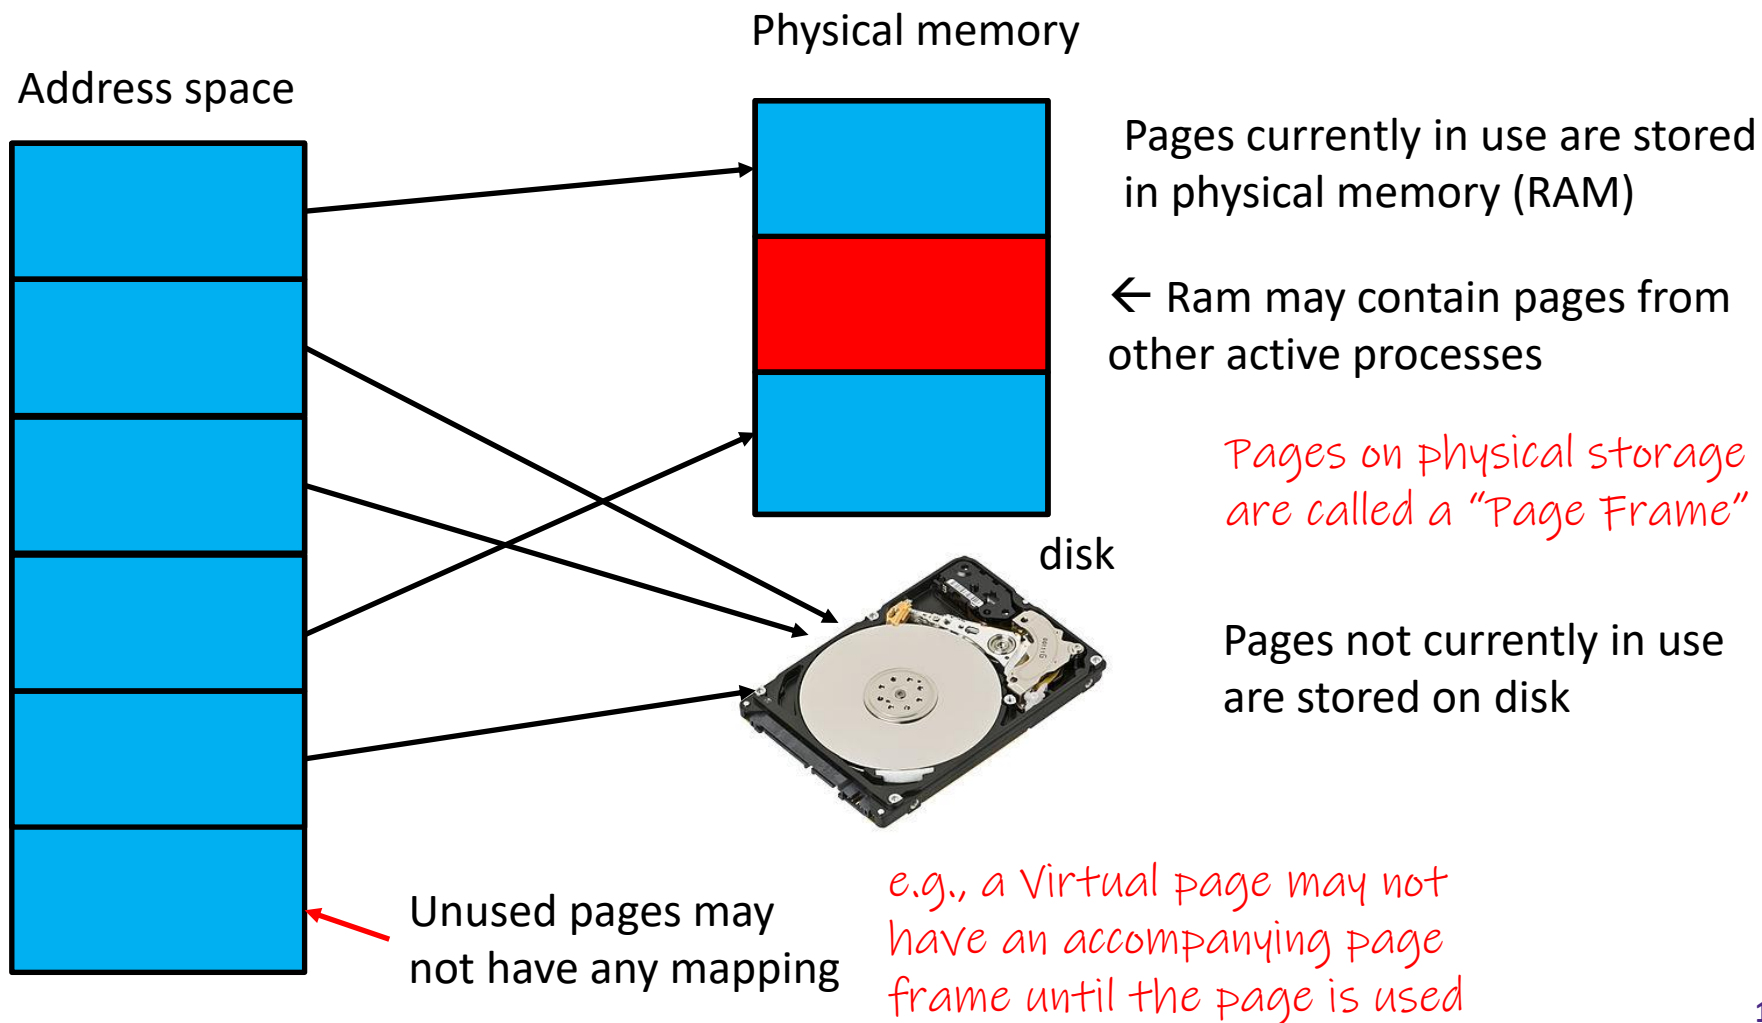 Physical memory
Address space
Pages currently in use are stored
in physical memory (RAM)
← Ram may contain pages from
other active processes
Pages on physical storage
are called a “Page Frame”
disk
Pages not currently in use
are stored on disk
Unused pages may
not have any mapping
e.g., a Virtual page may not
have an accompanying page
frame until the page is used